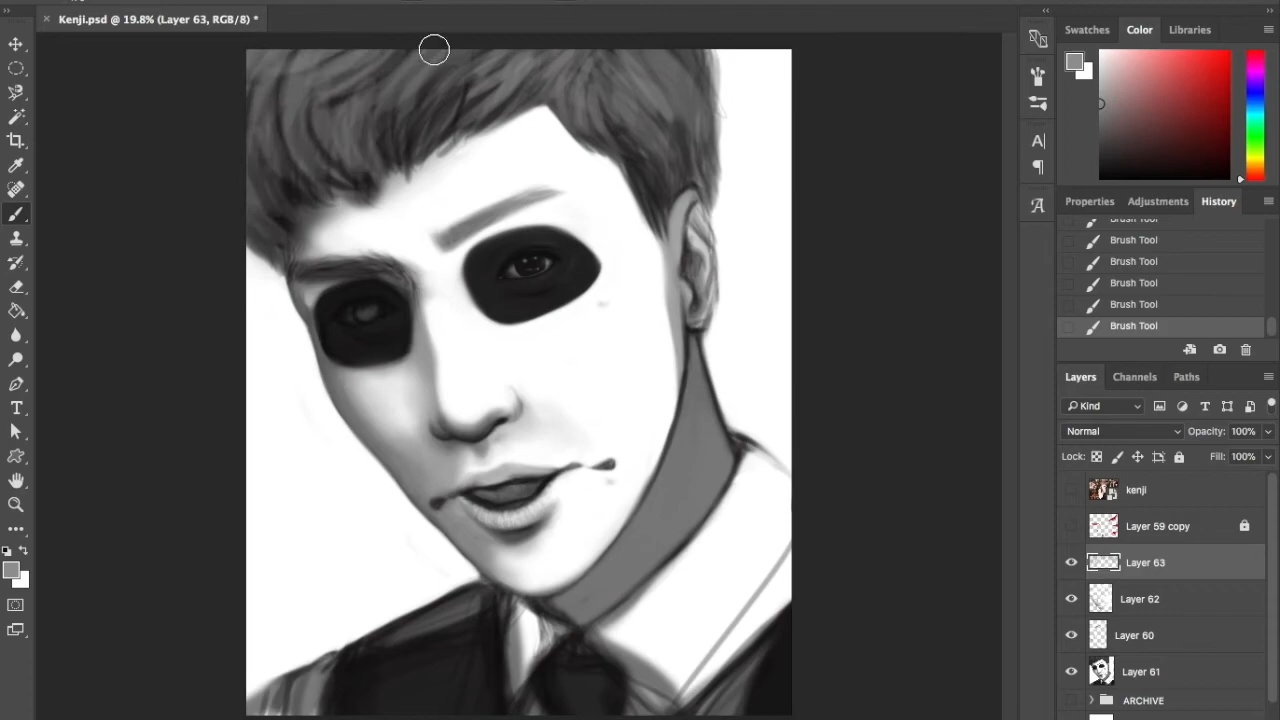 Kenji.psd @ 19.8% (Layer 63, RGB/8) *
Swatches Color Libraries
Properties Adjustments History
Brush Tool
Brush Tool
Brush Tool
Brush Tool
Brush Tool
Brush Tool
Layers Channels Paths
Kind
Normal Opacity: 100%
Lock: Fill: 100%
kenji
Layer 59 copy
Layer 63
Layer 62
Layer 60
Layer 61
ARCHIVE